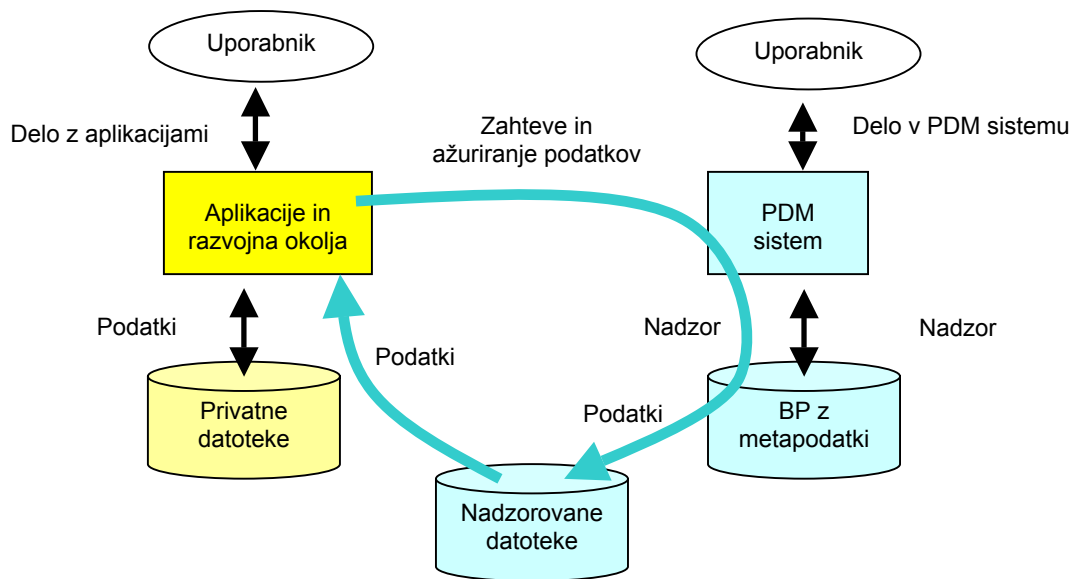 Uporabnik
Uporabnik
Delo z aplikacijami
Zahteve in
ažuriranje podatkov
Delo v PDM sistemu
Aplikacije in
razvojna okolja
PDM
sistem
Podatki
Podatki
Nadzor
Nadzor
Privatne
datoteke
Podatki
BP z
metapodatki
Nadzorovane
datoteke